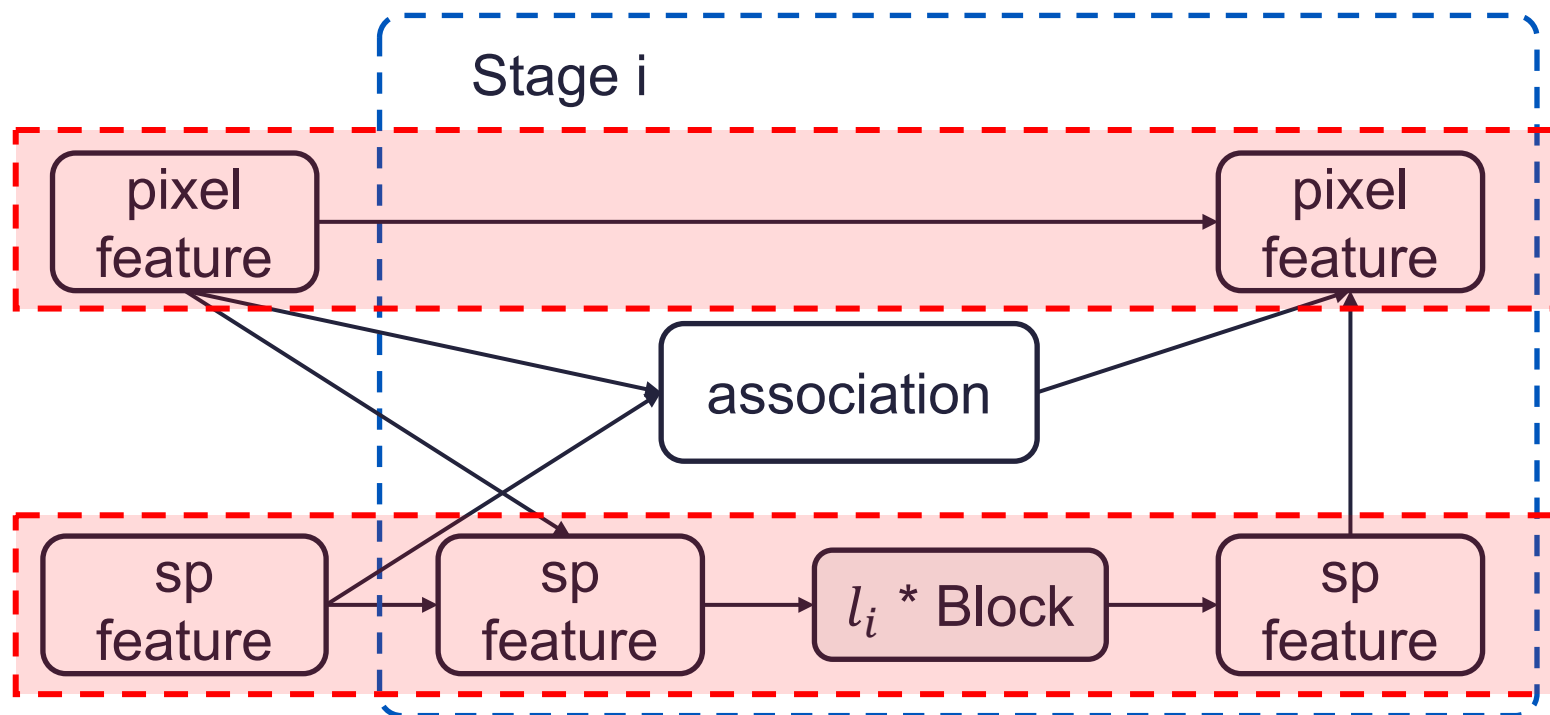 Stage i
pixel
feature
pixel
feature
association
sp
feature
sp
feature
l_i * Block
sp
feature